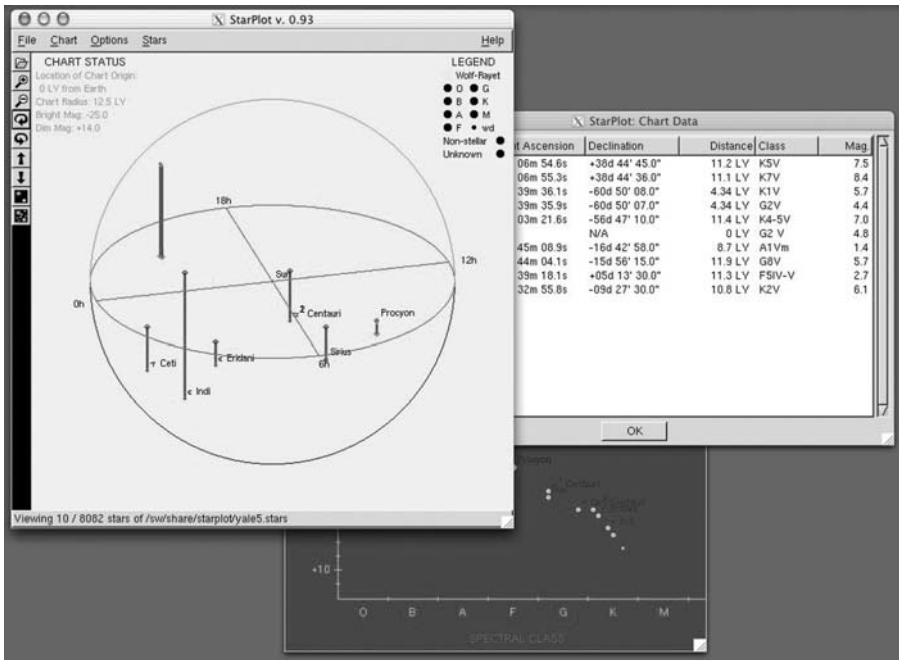 StarPlot v. 0.93
File Chart Options Stars Help
CHART STATUS
Location of Chart Origin:
0 LY from Earth
Chart Radius: 12.5 LY
Bright Mag: -25.0
Dim Mag: +14.0
LEGEND
Wolf-Rayet
O G
B K
A M
F wd
Non-stellar
Unknown
18h
12h
Sun
0h
2 Centauri
Procyon
τ Ceti
ε Eridani
Sirius
6h
ε Indi
Viewing 10 / 8082 stars of /sw/share/starplot/yale5.stars
StarPlot: Chart Data
t Ascension Declination Distance Class Mag.
06m 54.6s +38d 44' 45.0" 11.2 LY K5V 7.5
06m 55.3s +38d 44' 36.0" 11.1 LY K7V 8.4
39m 36.1s -60d 50' 08.0" 4.34 LY K1V 5.7
39m 35.9s -60d 50' 07.0" 4.34 LY G2V 4.4
03m 21.6s -56d 47' 10.0" 11.4 LY K4-5V 7.0
N/A 0 LY G2 V 4.8
45m 08.9s -16d 42' 58.0" 8.7 LY A1Vm 1.4
44m 04.1s -15d 56' 15.0" 11.9 LY G8V 5.7
39m 18.1s +05d 13' 30.0" 11.3 LY F5IV-V 2.7
32m 55.8s -09d 27' 30.0" 10.8 LY K2V 6.1
OK
Procyon
Centauri
Centauri
Indi
+10
O B A F G K M
SPECTRAL CLASS